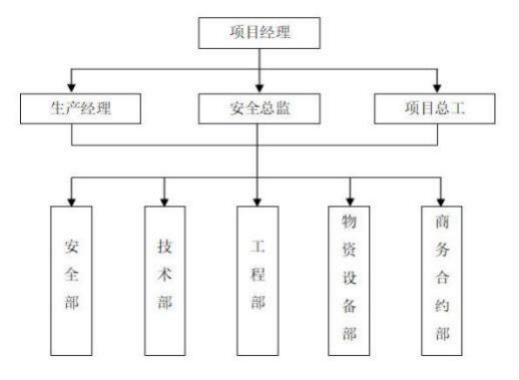 项目经理
生产经理
安全总监
项目总工
安全部
技术部
工程部
物资设备部
商务合约部